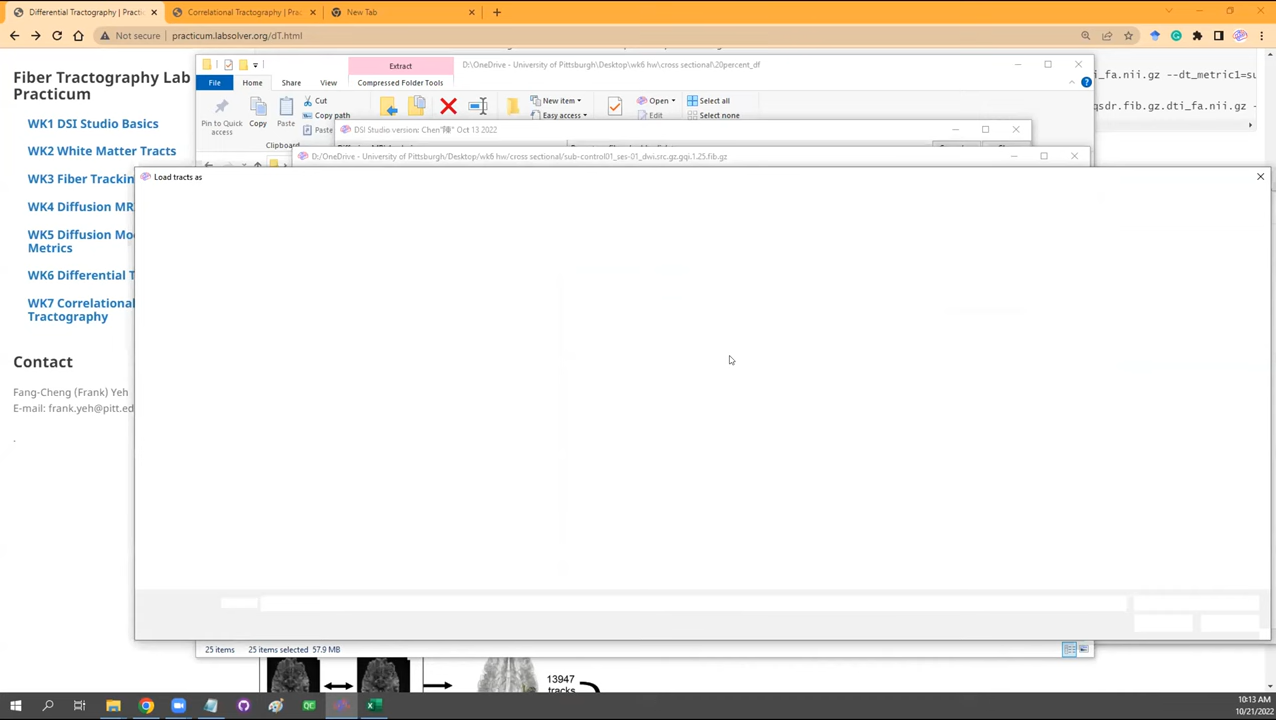 Differential Tractography | Practi
Correlational Tractography | Prac
New Tab
Not secure
practicum.labsolver.org/dT.html
Fiber Tractography Lab
Practicum
WK1 DSI Studio Basics
WK2 White Matter Tracts
WK3 Fiber Trackin
WK4 Diffusion MR
WK5 Diffusion Mo
Metrics
WK6 Differential T
WK7 Correlational
Tractography
Contact
Fang-Cheng (Frank) Yeh
E-mail: frank.yeh@pitt.ed
.
Extract
D:\OneDrive - University of Pittsburgh\Desktop\wk6 hw\cross sectional\20percent_df
File
Home
Share
View
Compressed Folder Tools
Pin to Quick
access
Copy
Paste
Cut
Copy path
Paste
Clipboard
New item
Easy access
Open
Edit
Select all
Select none
i_fa.nii.gz --dt_metric1=su
qsdr.fib.gz.dti_fa.nii.gz -
DSI Studio version: Chen
Oct 13 2022
D:/OneDrive - University of Pittsburgh/Desktop/wk6 hw/cross sectional/sub-control01_ses-01_dwi.src.gz.gqi.1.25.fib.gz
Load tracts as
25 items
25 items selected 57.9 MB
13947
tracks
10:13 AM
10/21/2022